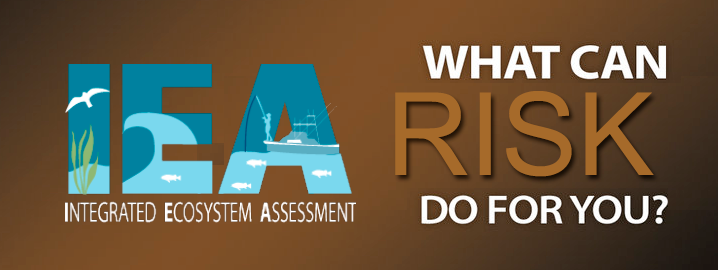 IEA
INTEGRATED ECOSYSTEM ASSESSMENT
WHAT CAN
RISK
DO FOR YOU?